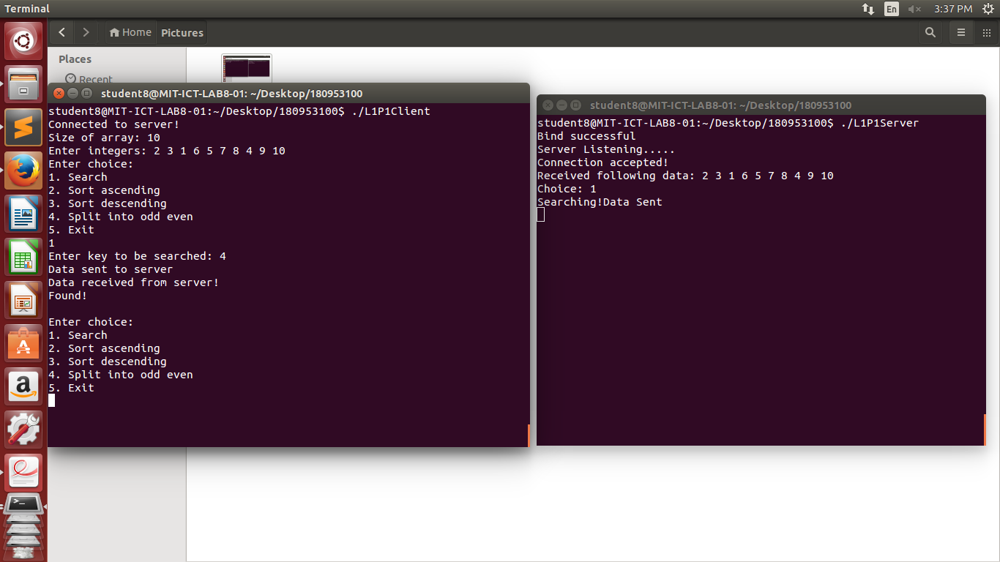 Terminal
En
3:37 PM
Home
Pictures
Places
Recent
student8@MIT-ICT-LAB8-01: ~/Desktop/180953100
student8@MIT-ICT-LAB8-01:~/Desktop/180953100$ ./L1P1Client
Connected to server!
Size of array: 10
Enter integers: 2 3 1 6 5 7 8 4 9 10
Enter choice:
1. Search
2. Sort ascending
3. Sort descending
4. Split into odd even
5. Exit
1
Enter key to be searched: 4
Data sent to server
Data received from server!
Found!
Enter choice:
1. Search
2. Sort ascending
3. Sort descending
4. Split into odd even
5. Exit
student8@MIT-ICT-LAB8-01: ~/Desktop/180953100
student8@MIT-ICT-LAB8-01:~/Desktop/180953100$ ./L1P1Server
Bind successful
Server Listening.....
Connection accepted!
Received following data: 2 3 1 6 5 7 8 4 9 10
Choice: 1
Searching!Data Sent